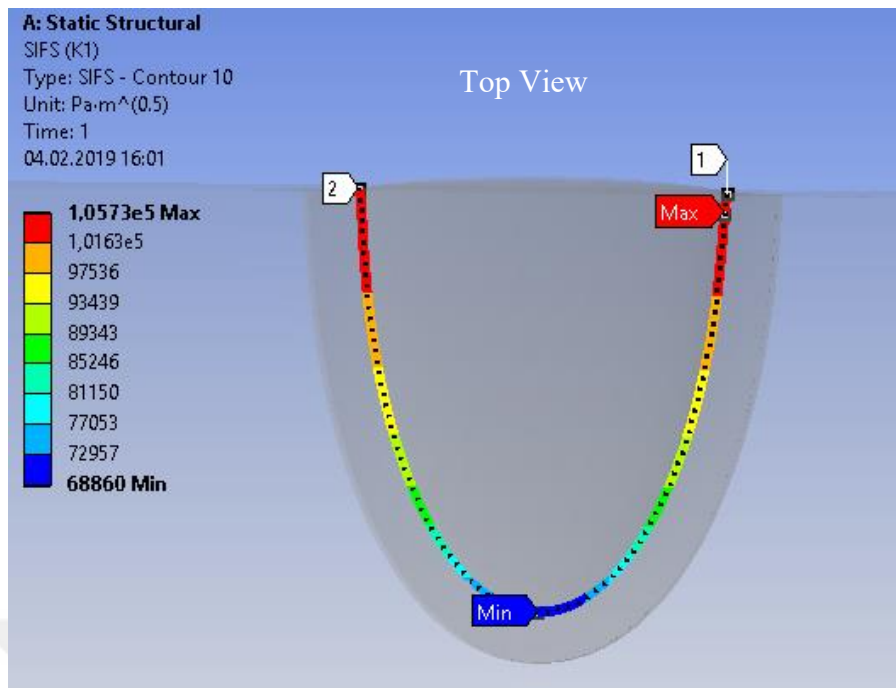 A: Static Structural
SIFS (K1)
Type: SIFS - Contour 10
Unit: Pa·m^(0.5)
Time: 1
04.02.2019 16:01
Top View
1
2
Max
1,0573e5 Max
1,0163e5
97536
93439
89343
85246
81150
77053
72957
68860 Min
Min